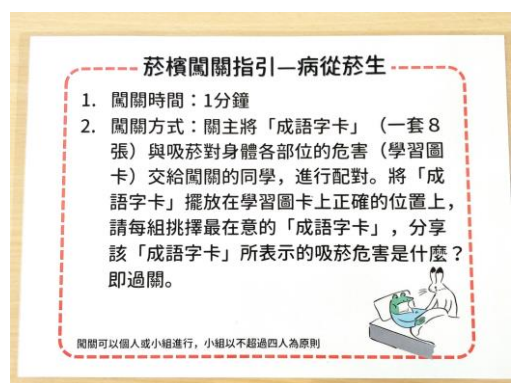 菸檳闖關指引—病從菸生
1. 闖關時間：1分鐘
2. 闖關方式：關主將「成語字卡」（一套８
張）與吸菸對身體各部位的危害（學習圖
卡）交給闖關的同學，進行配對。將「成
語字卡」擺放在學習圖卡上正確的位置上，
請每組挑擇最在意的「成語字卡」，分享
該「成語字卡」所表示的吸菸危害是什麼？
即過關。
闖關可以個人或小組進行，小組以不超過四人為原則